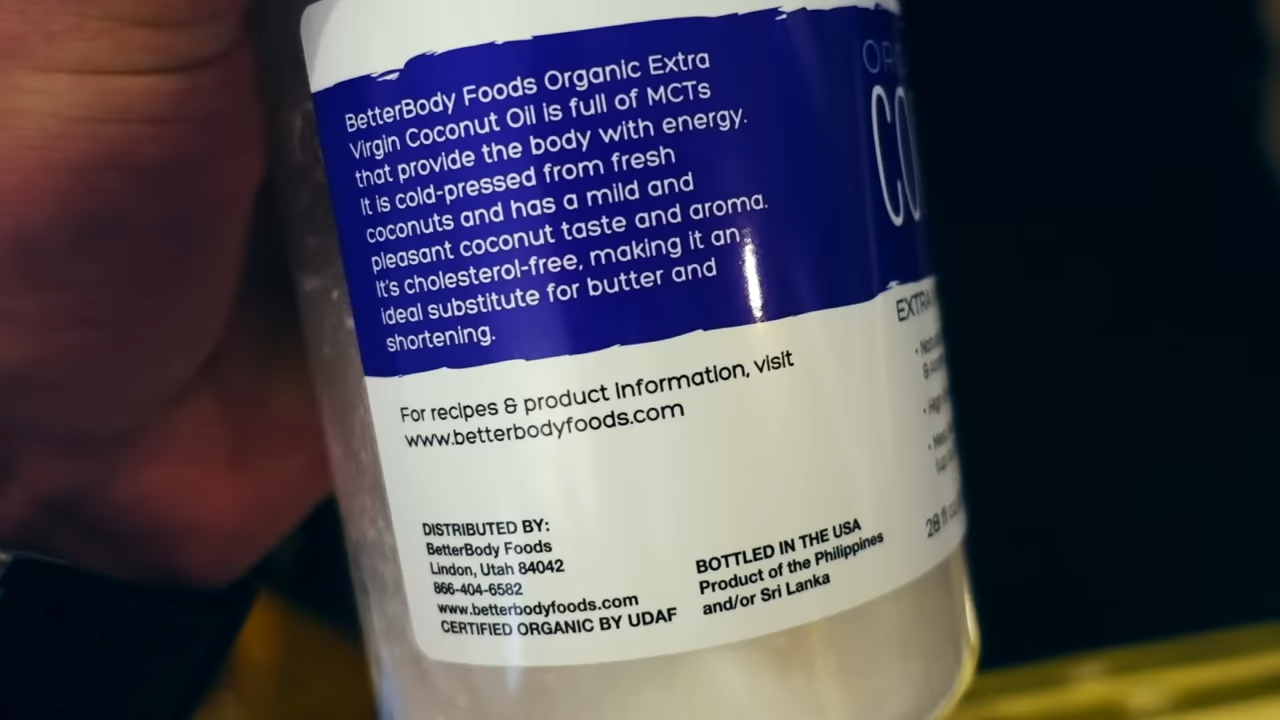 BetterBody Foods Organic Extra
Virgin Coconut Oil is full of MCTs
that provide the body with energy.
It is cold-pressed from fresh
coconuts and has a mild and
pleasant coconut taste and aroma.
It's cholesterol-free, making it an
ideal substitute for butter and
shortening.
For recipes & product Information, visit
www.betterbodyfoods.com
DISTRIBUTED BY:
BetterBody Foods
Lindon, Utah 84042
866-404-6582
www.betterbodyfoods.com
CERTIFIED ORGANIC BY UDAF
BOTTLED IN THE USA
Product of the Philippines
and/or Sri Lanka
EXTRA
28 fl